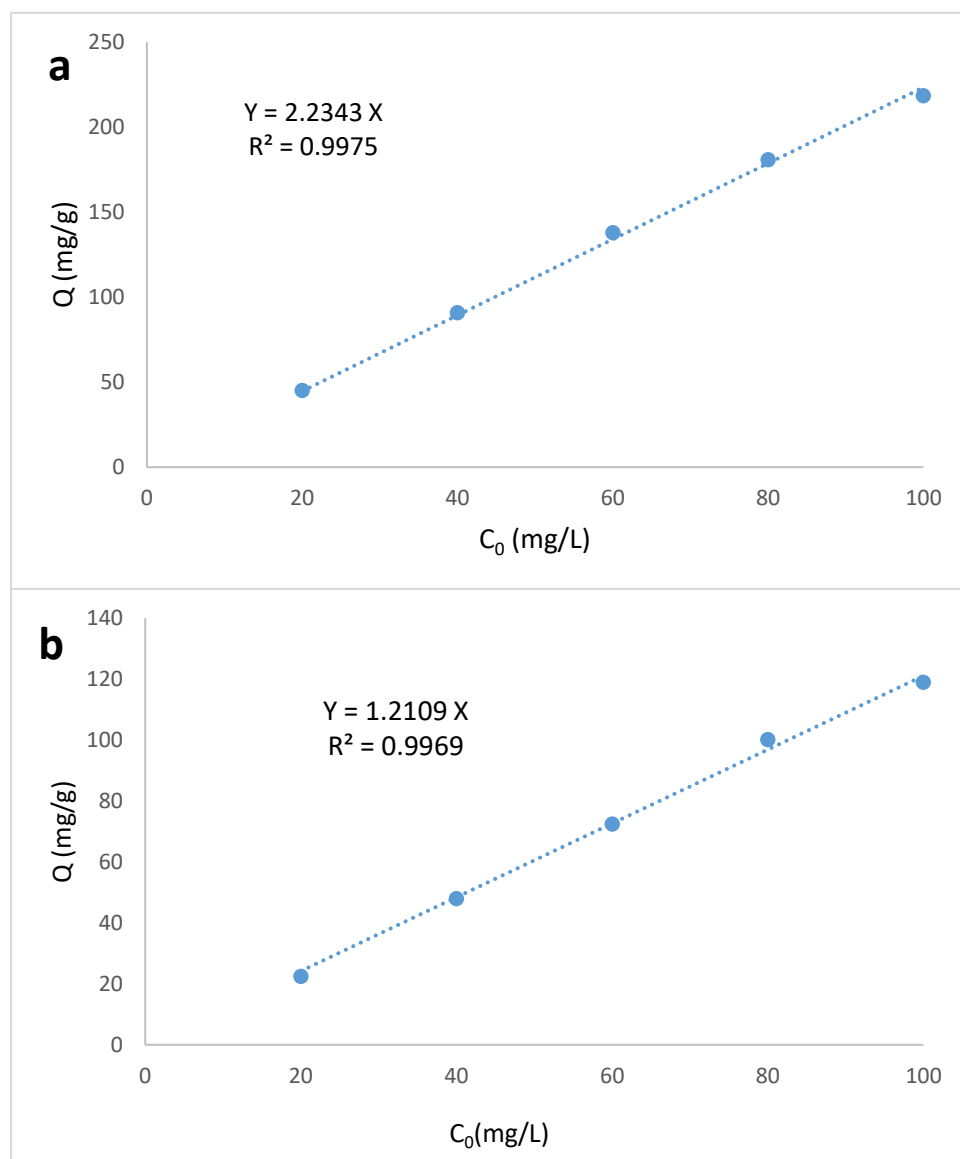 a
Y = 2.2343 X
R² = 0.9975
250
200
150
100
50
0
Q (mg/g)
0 20 40 60 80 100
C₀ (mg/L)
b
Y = 1.2109 X
R² = 0.9969
140
120
100
80
60
40
20
0
Q (mg/g)
0 20 40 60 80 100
C₀(mg/L)